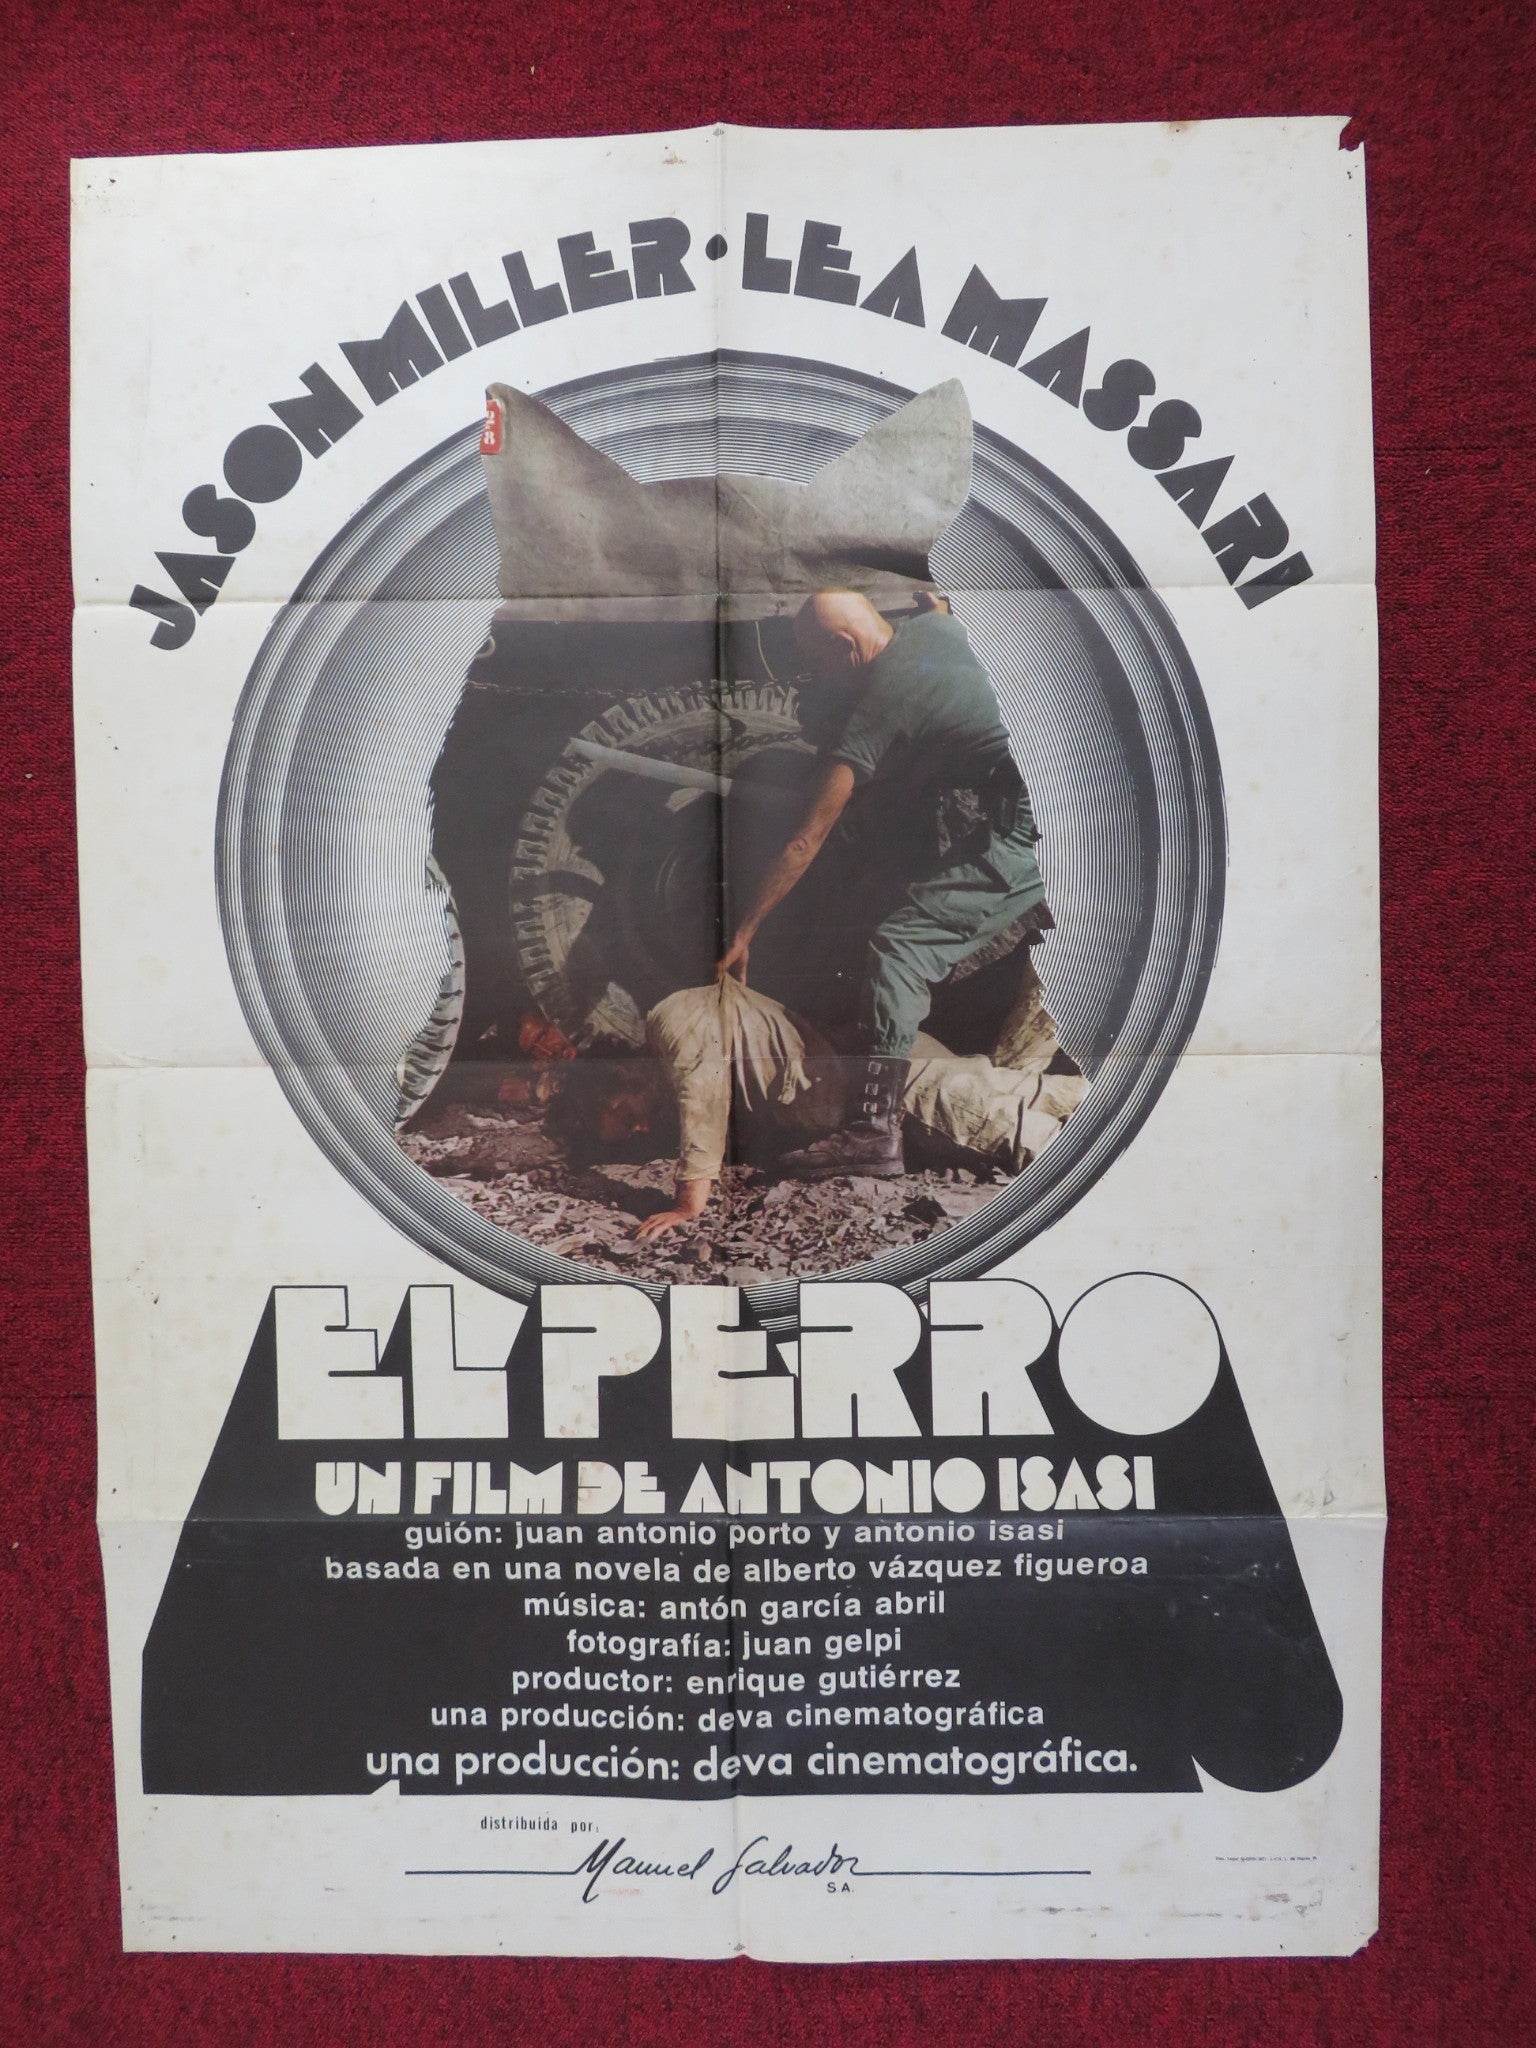 JASON MILLER · LEA MASSARI
28
EL PERRO
UN FILM DE ANTONIO ISASI
guión: juan antonio porto y antonio isasi
basada en una novela de alberto vázquez figueroa
música: antón garcía abril
fotografía: juan gelpi
productor: enrique gutiérrez
una producción: deva cinematográfica
una producción: deva cinematográfica.
distribuida por:
Manuel Salvador
S.A.